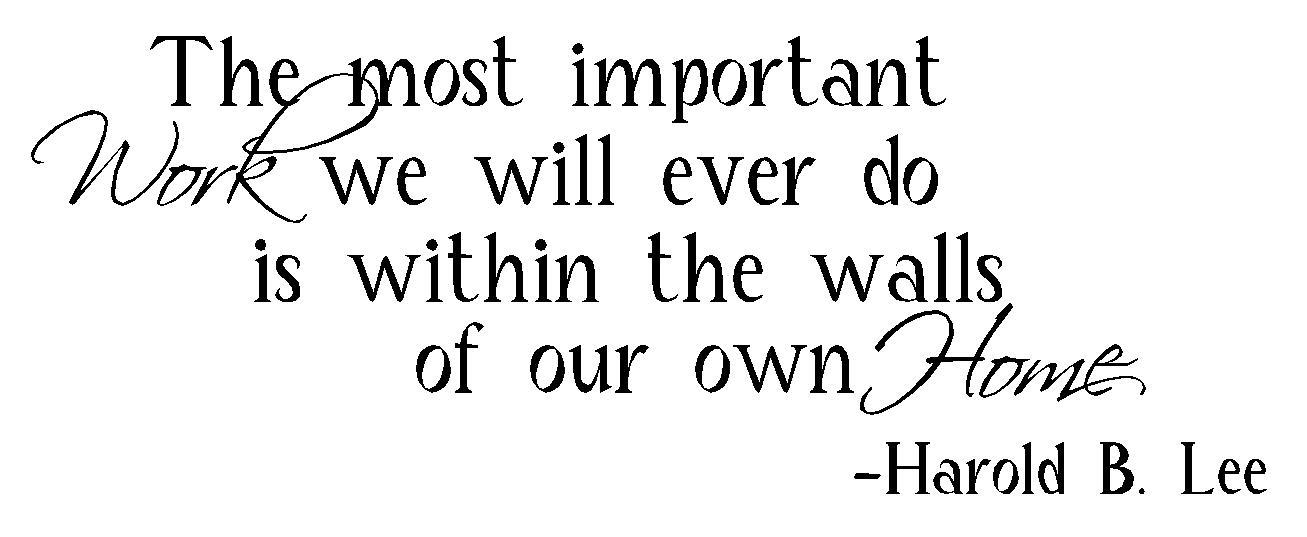 The most important
Work we will ever do
is within the walls
of our own Home
-Harold B. Lee